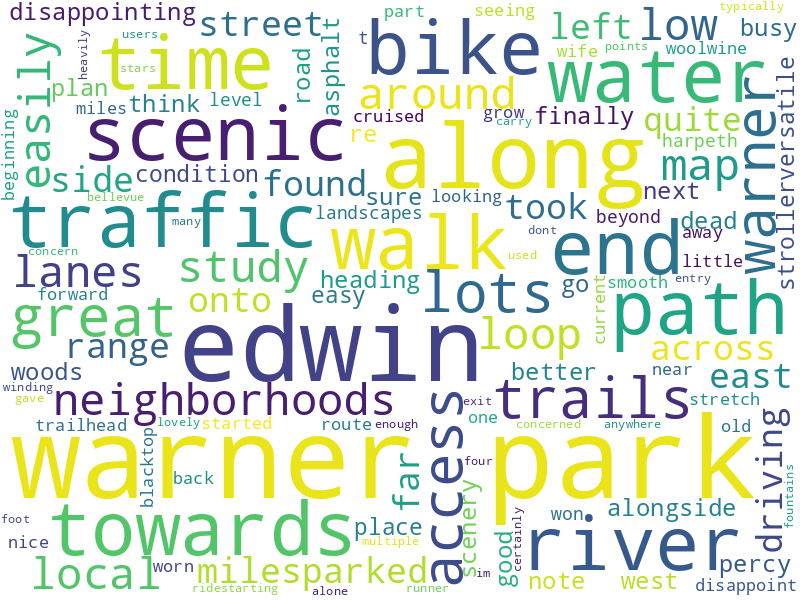 disappointing
heavily
users
stars
time
street
t
part
seeing
typically
bike
left
low
busy
wife
points
woolwine
plan
miles
think
level
road
asphalt
around
water
easily
beginning
scenic
cruised
re
grow
carry
finally
quite
harpeth
map
warner
strollerversatile
side
condition
found
along
sure
looking
took
next
bellevue
many
landscapes
dont
beyond
dead
away
traffic
concern
walk
used
end
little
entry
lanes
study
heading
lots
go
current
smooth
forward
onto
easy
path
great
edwin
loop
across
range
woods
better
near
east
winding
gave
neighborhoods
access
exit
trails
stretch
trailhead
lovely
started
route
enough
one
concerned
anywhere
old
driving
fountains
warner
park
blacktop
back
far
four
scenery
certainly
foot
nice
towards
place
multiple
good
won
alongside
river
percy
local
worn
milesparked
ridestarting
alone
runner
im
note
west
disappoint